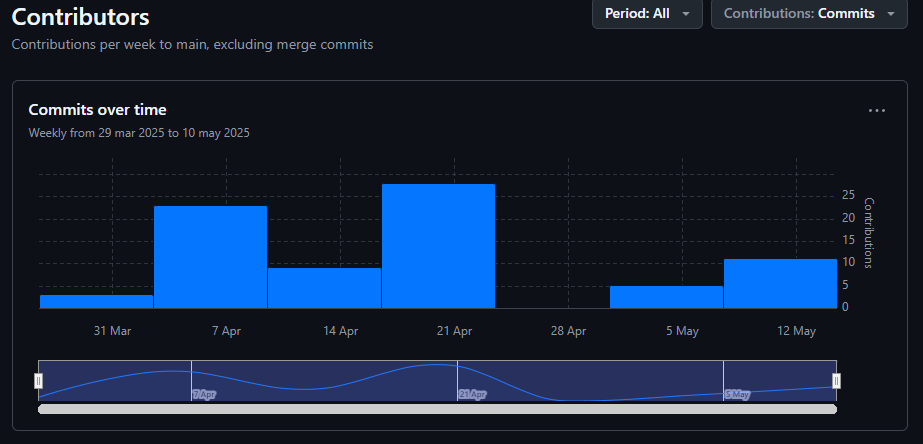 Contributors
Period: All
Contributions: Commits
Contributions per week to main, excluding merge commits
Commits over time
Weekly from 29 mar 2025 to 10 may 2025
25
20
15
10
5
0
Contributions
31 Mar 7 Apr 14 Apr 21 Apr 28 Apr 5 May 12 May
7 Apr 21 Apr 5 May